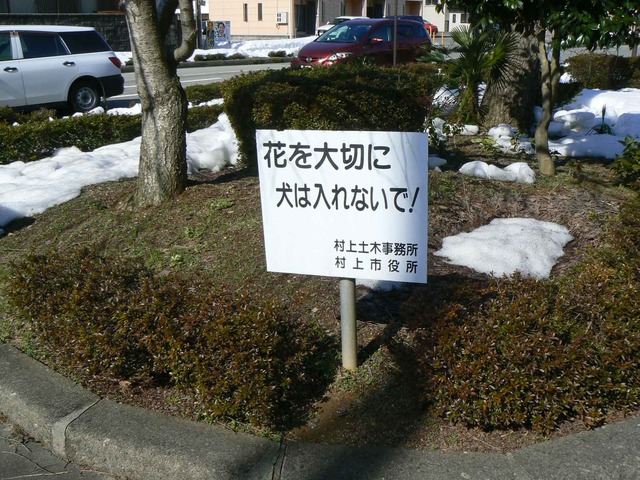 花を大切に
犬は入れないで!
村上土木事務所
村上市役所